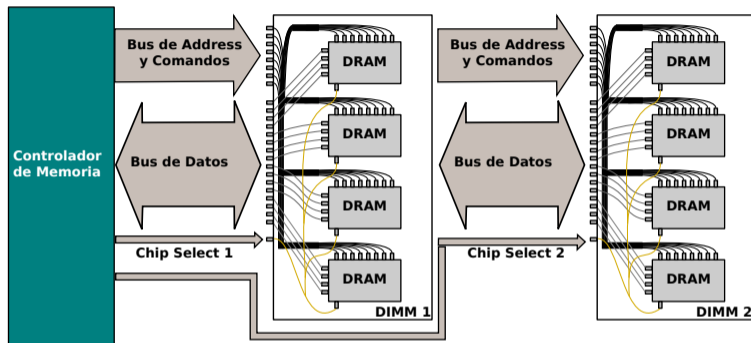 Controlador
de Memoria
Bus de Address
y Comandos
Bus de Datos
Chip Select 1
DRAM
DRAM
DRAM
DRAM
DIMM 1
Bus de Address
y Comandos
Bus de Datos
Chip Select 2
DRAM
DRAM
DRAM
DRAM
DIMM 2